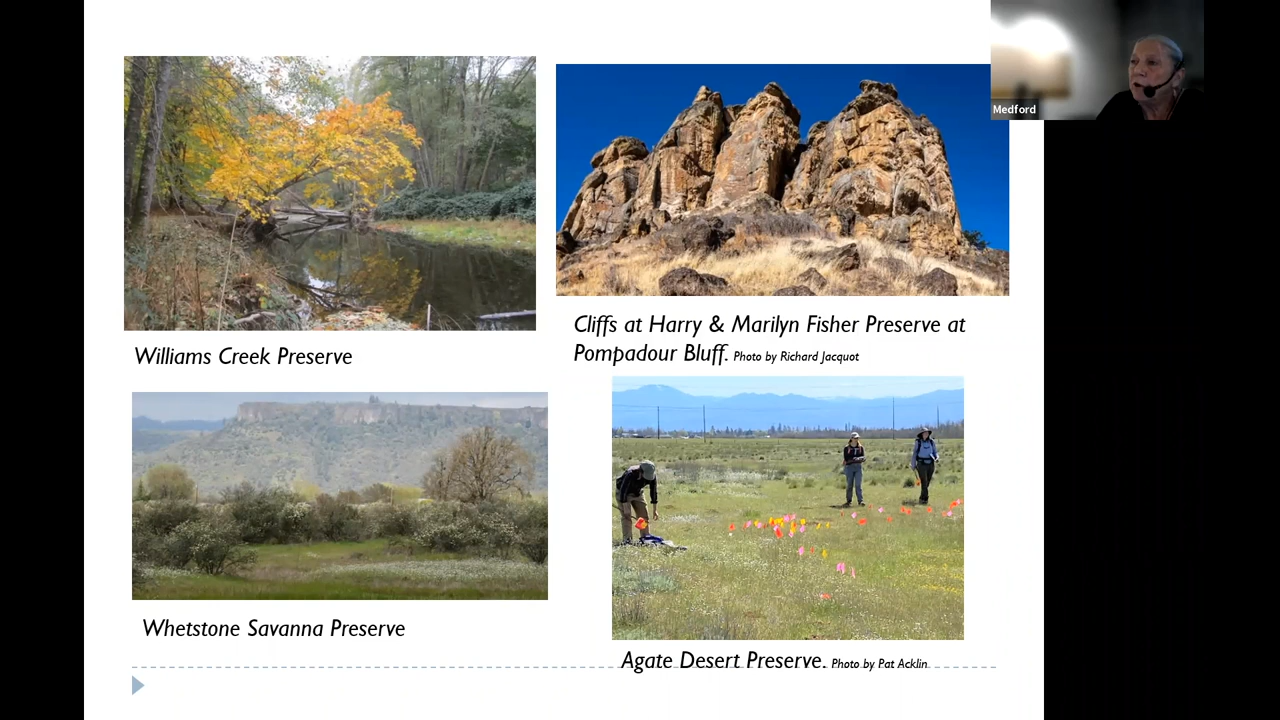 Medford
Williams Creek Preserve
Cliffs at Harry & Marilyn Fisher Preserve at
Pompadour Bluff. Photo by Richard Jacquot
Whetstone Savanna Preserve
Agate Desert Preserve. Photo by Pat Acklin